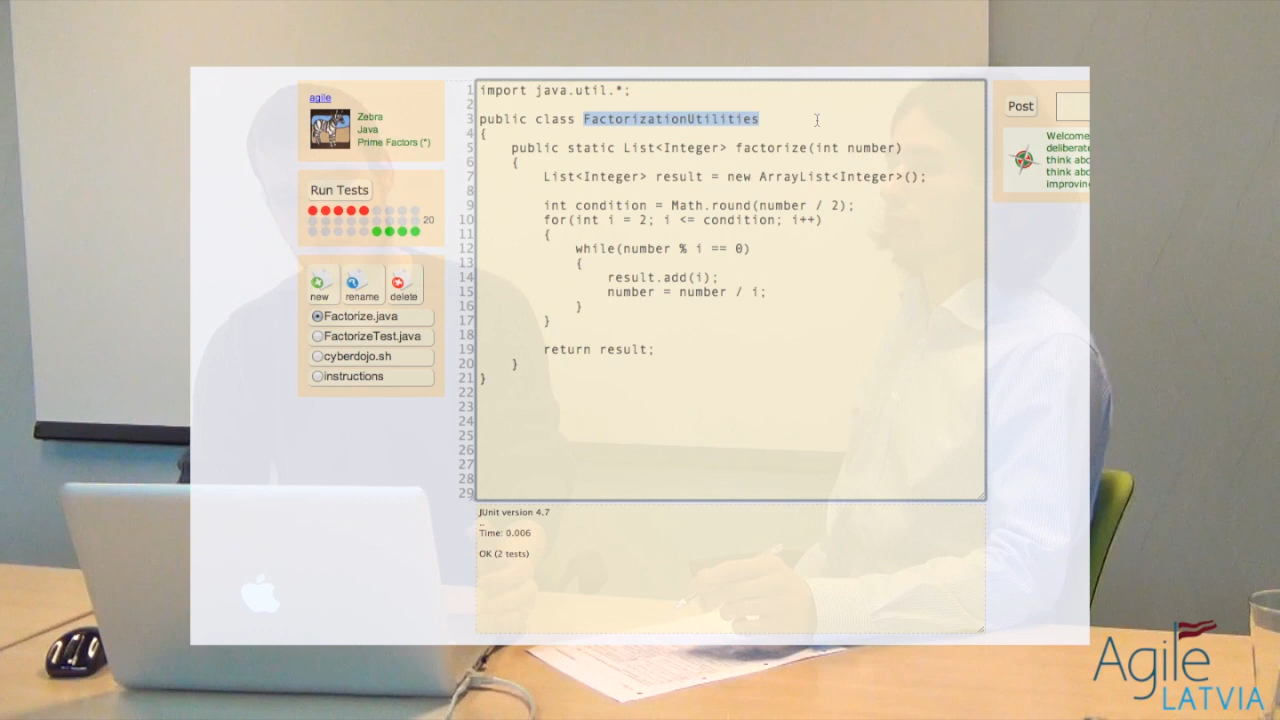 agile
Zebra
Java
Prime Factors (*)
Run Tests
20
new
rename
delete
Factorize.java
FactorizeTest.java
cyberdojo.sh
instructions
1 import java.util.*;
2
3 public class FactorizationUtilities
4 {
5 public static List<Integer> factorize(int number)
6 {
7 List<Integer> result = new ArrayList<Integer>();
8
9 int condition = Math.round(number / 2);
10 for(int i = 2; i <= condition; i++)
11 {
12 while(number % i == 0)
13 {
14 result.add(i);
15 number = number / i;
16 }
17 }
18
19 return result;
20 }
21 }
22
23
24
25
26
27
28
29
JUnit version 4.7
..
Time: 0.006
OK (2 tests)
Post
Welcome
deliberate
think abo
think abo
improving
Agile
LATVIA